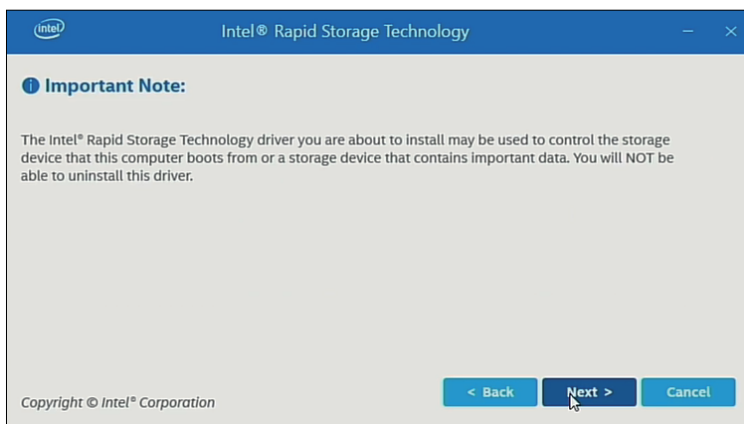 intel
Intel® Rapid Storage Technology
Important Note:
The Intel® Rapid Storage Technology driver you are about to install may be used to control the storage
device that this computer boots from or a storage device that contains important data. You will NOT be
able to uninstall this driver.
< Back
Next >
Cancel
Copyright © Intel® Corporation